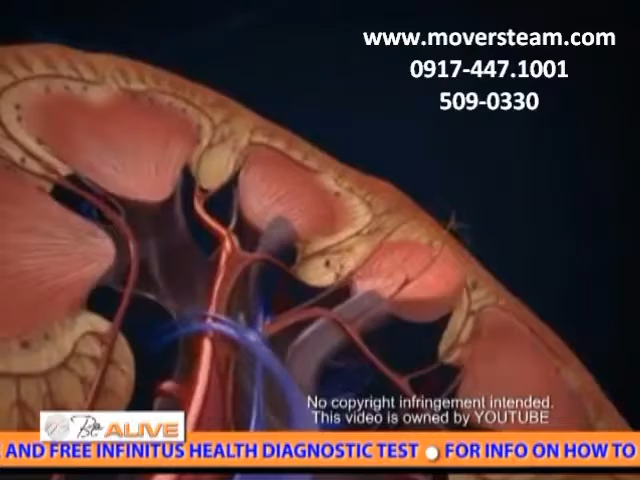 www.moversteam.com
0917-447.1001
509-0330
No copyright infringement intended.
This video is owned by YOUTUBE
Be ALIVE
AND FREE INFINITUS HEALTH DIAGNOSTIC TEST ● FOR INFO ON HOW TO